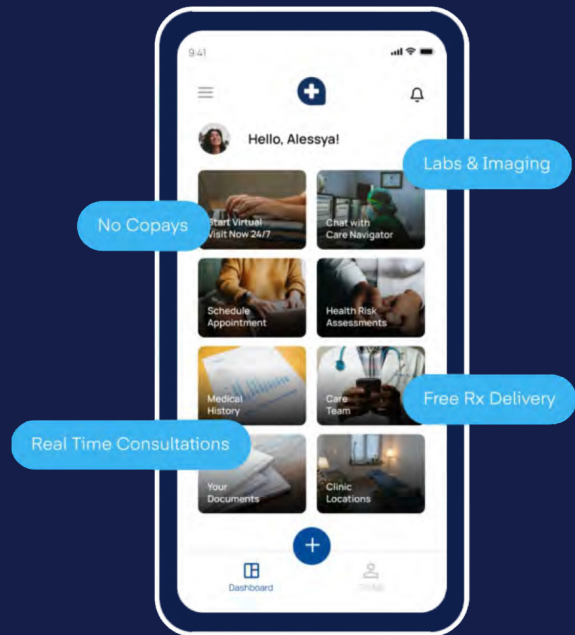 9:41
Hello, Alessya!
Labs & Imaging
No Copays
Start Virtual
Visit Now 24/7
Chat with
Care Navigator
Schedule
Appointment
Health Risk
Assessments
Medical
History
Care
Team
Free Rx Delivery
Real Time Consultations
Your
Documents
Clinic
Locations
Dashboard